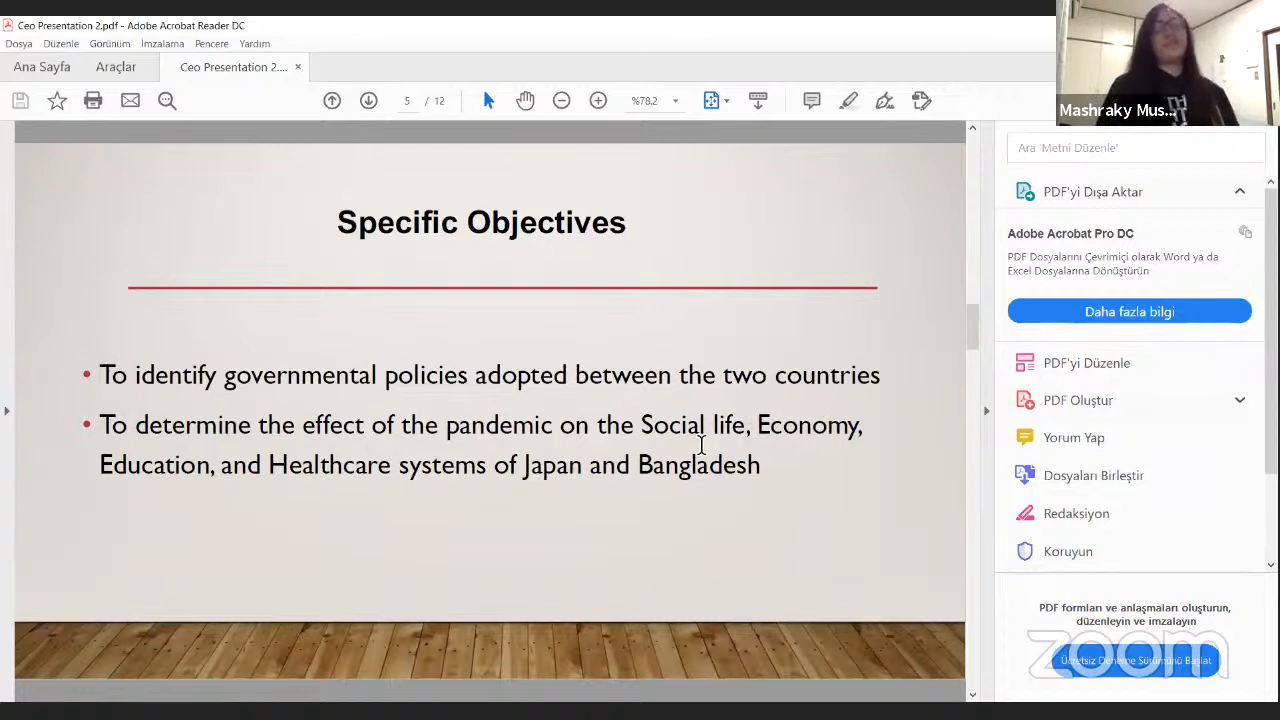 Ceo Presentation 2.pdf - Adobe Acrobat Reader DC
Dosya Düzenle Görünüm İmzalama Pencere Yardım
Ana Sayfa Araçlar Ceo Presentation 2.... ×
5 / 12 %78.2
Mashraky Mus...
Specific Objectives
• To identify governmental policies adopted between the two countries
• To determine the effect of the pandemic on the Social life, Economy,
Education, and Healthcare systems of Japan and Bangladesh
Ara 'Metni Düzenle'
PDF'yi Dışa Aktar
Adobe Acrobat Pro DC
PDF Dosyalarını Çevrimiçi olarak Word ya da
Excel Dosyalarına Dönüştürün
Daha fazla bilgi
PDF'yi Düzenle
PDF Oluştur
Yorum Yap
Dosyaları Birleştir
Redaksiyon
Koruyun
PDF formları ve anlaşmaları oluşturun,
düzenleyin ve imzalayın
Ücretsiz Deneme Sürümünü Başlat
zoom